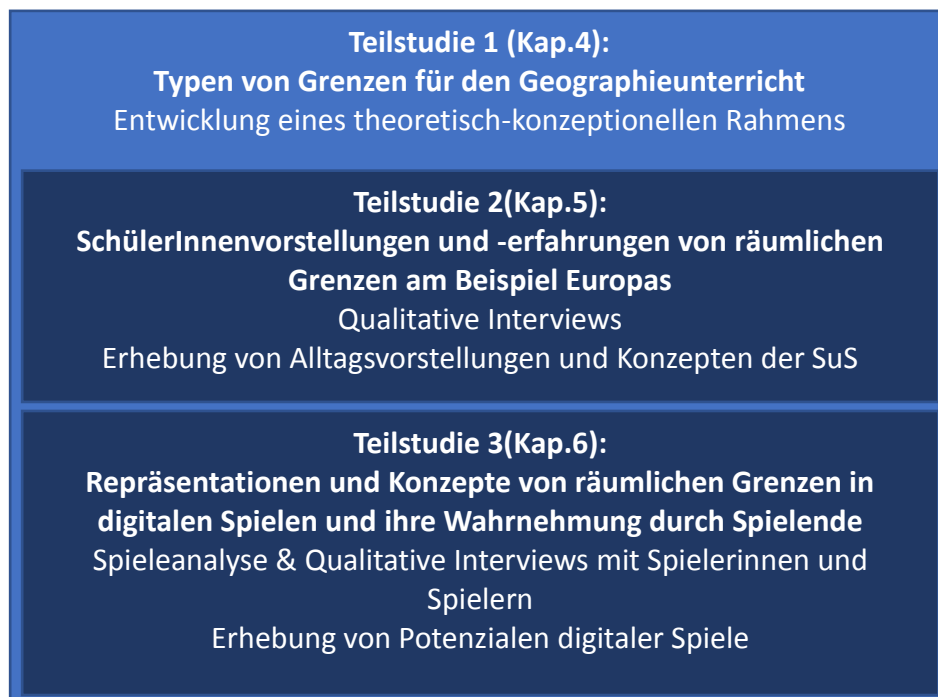 Teilstudie 1 (Kap.4):
Typen von Grenzen für den Geographieunterricht
Entwicklung eines theoretisch-konzeptionellen Rahmens
Teilstudie 2(Kap.5):
SchülerInnenvorstellungen und -erfahrungen von räumlichen
Grenzen am Beispiel Europas
Qualitative Interviews
Erhebung von Alltagsvorstellungen und Konzepten der SuS
Teilstudie 3(Kap.6):
Repräsentationen und Konzepte von räumlichen Grenzen in
digitalen Spielen und ihre Wahrnehmung durch Spielende
Spieleanalyse & Qualitative Interviews mit Spielerinnen und
Spielern
Erhebung von Potenzialen digitaler Spiele